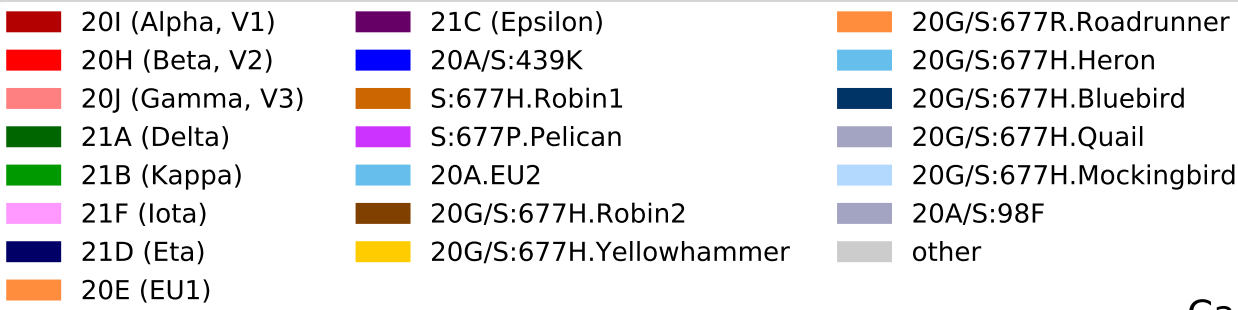 20I (Alpha, V1)
20H (Beta, V2)
20J (Gamma, V3)
21A (Delta)
21B (Kappa)
21F (Iota)
21D (Eta)
20E (EU1)
21C (Epsilon)
20A/S:439K
S:677H.Robin1
S:677P.Pelican
20A.EU2
20G/S:677H.Robin2
20G/S:677H.Yellowhammer
20G/S:677R.Roadrunner
20G/S:677H.Heron
20G/S:677H.Bluebird
20G/S:677H.Quail
20G/S:677H.Mockingbird
20A/S:98F
other